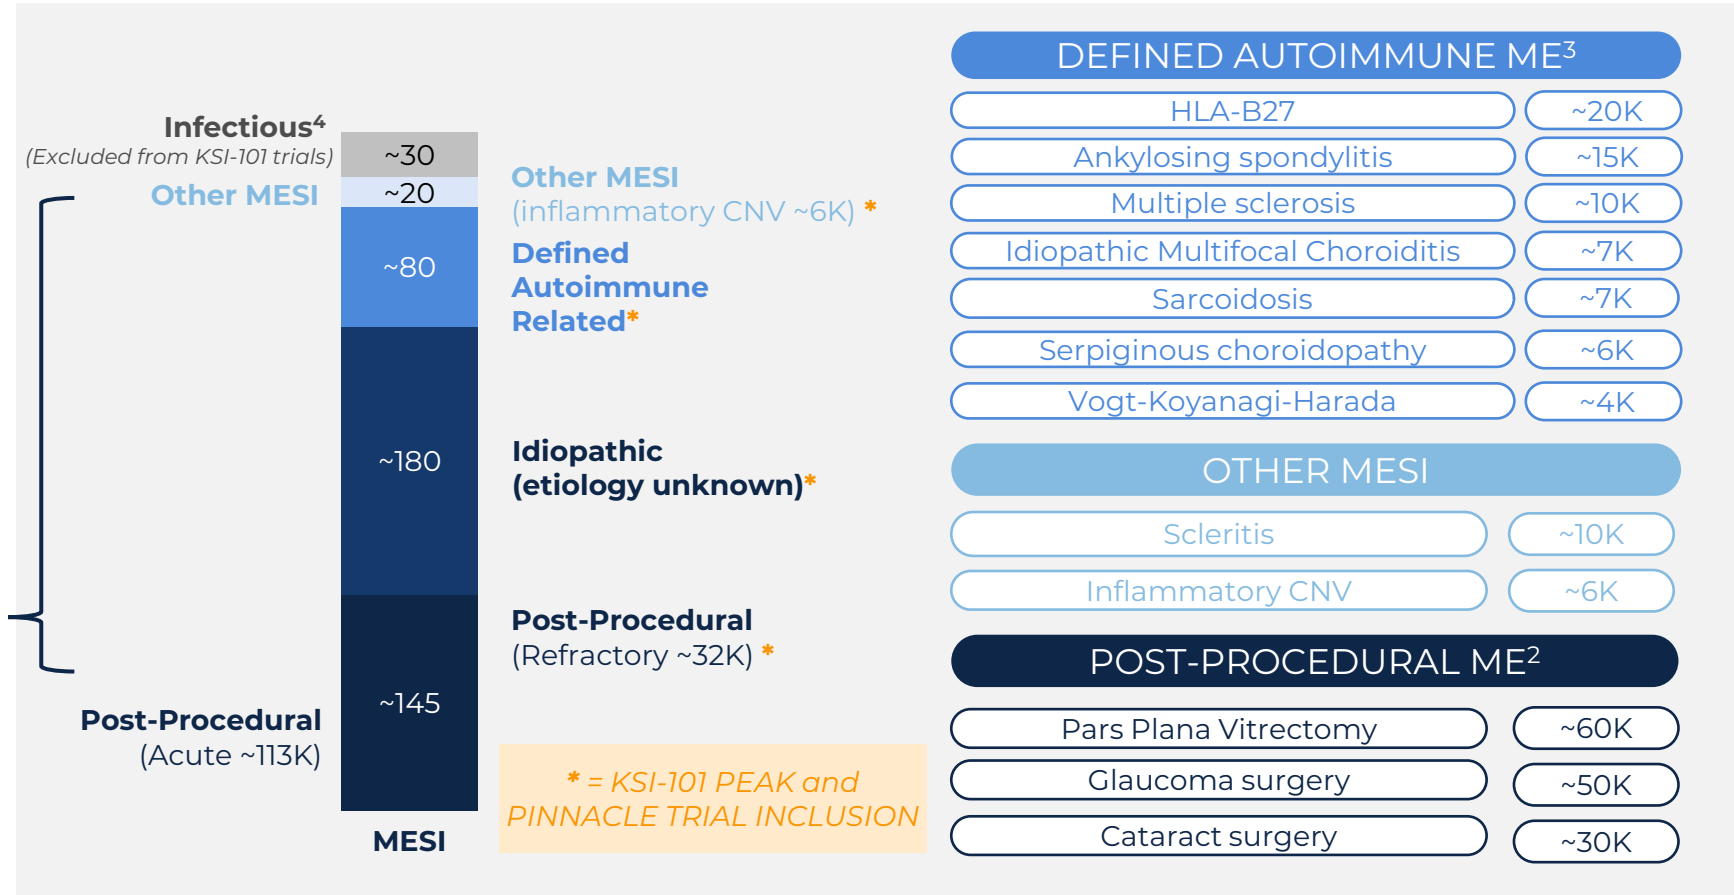 Infectious⁴
(Excluded from KSI-101 trials)
Other MESI
Post-Procedural
(Acute ~113K)
~30
~20
~80
~180
~145
MESI
Other MESI
(inflammatory CNV ~6K) *
Defined
Autoimmune
Related*
Idiopathic
(etiology unknown)*
Post-Procedural
(Refractory ~32K) *
* = KSI-101 PEAK and
PINNACLE TRIAL INCLUSION
DEFINED AUTOIMMUNE ME³
HLA-B27 ~20K
Ankylosing spondylitis ~15K
Multiple sclerosis ~10K
Idiopathic Multifocal Choroiditis ~7K
Sarcoidosis ~7K
Serpiginous choroidopathy ~6K
Vogt-Koyanagi-Harada ~4K
OTHER MESI
Scleritis ~10K
Inflammatory CNV ~6K
POST-PROCEDURAL ME²
Pars Plana Vitrectomy ~60K
Glaucoma surgery ~50K
Cataract surgery ~30K